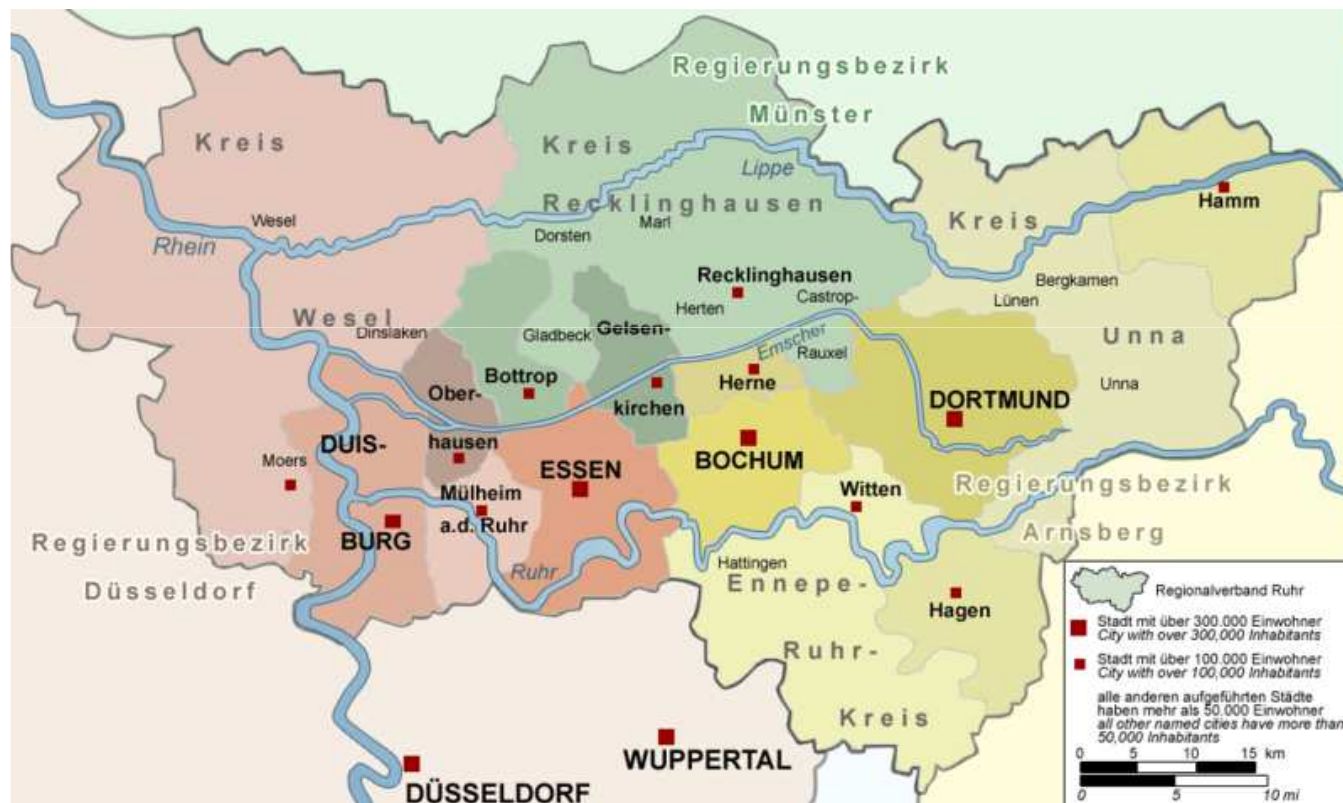 Regierungsbezirk
Münster
Kreis
Kreis
Lippe
Recklinghausen
Hamm
Kreis
Wesel
Marl
Rhein
Dorsten
Recklinghausen
Bergkamen
Castrop-
Lünen
Herten
Wesel
Dinslaken
Gladbeck
Gelsen-
Emscher
Unna
Rauxel
Bottrop
Herne
Ober-
kirchen
Unna
DORTMUND
DUIS-
hausen
BOCHUM
Moers
ESSEN
Mülheim
a.d. Ruhr
Witten
Regierungsbezirk
Arnsberg
BURG
Regierungsbezirk
Düsseldorf
Ruhr
Hattingen
Ennepe-
Hagen
Ruhr-
Kreis
WUPPERTAL
DÜSSELDORF
Regionalverband Ruhr
Stadt mit über 300.000 Einwohner
City with over 300,000 Inhabitants
Stadt mit über 100.000 Einwohner
City with over 100,000 Inhabitants
alle anderen aufgeführten Städte
haben mehr als 50.000 Einwohner
all other named cities have more than
50,000 Inhabitants
0 5 10 15 km
0 5 10 mi